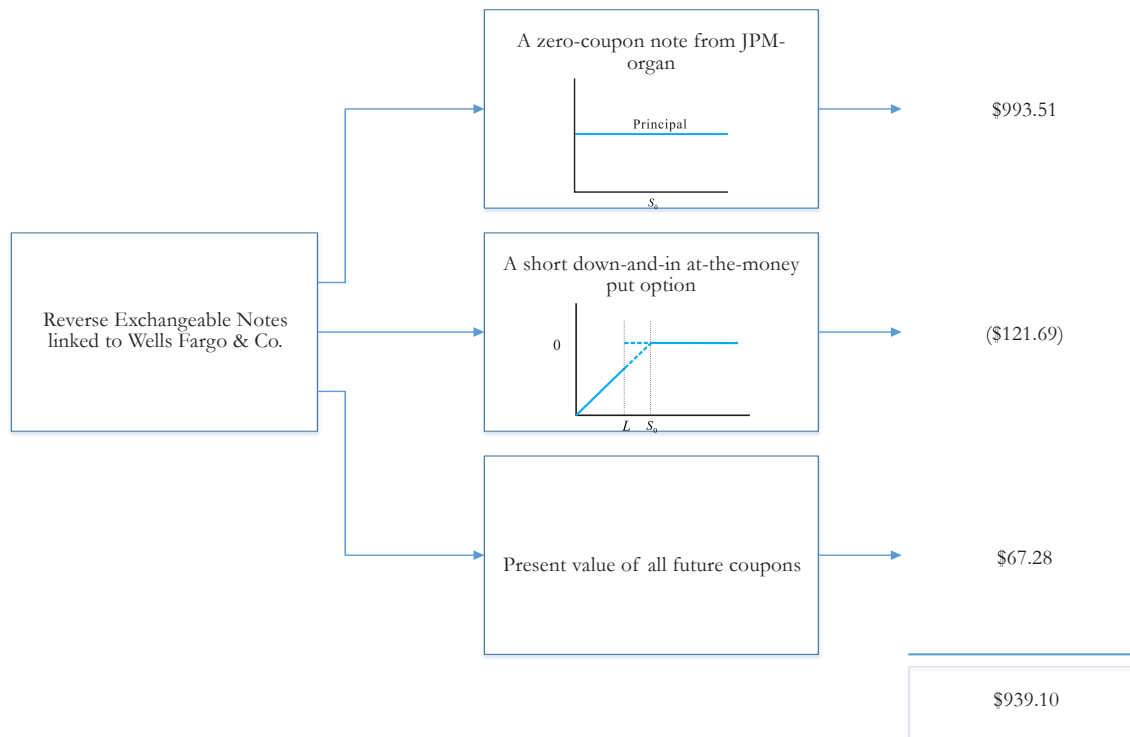 A zero-coupon note from JPM-
organ
Principal
S₀
$993.51
Reverse Exchangeable Notes
linked to Wells Fargo & Co.
A short down-and-in at-the-money
put option
0
L S₀
($121.69)
Present value of all future coupons
$67.28
$939.10